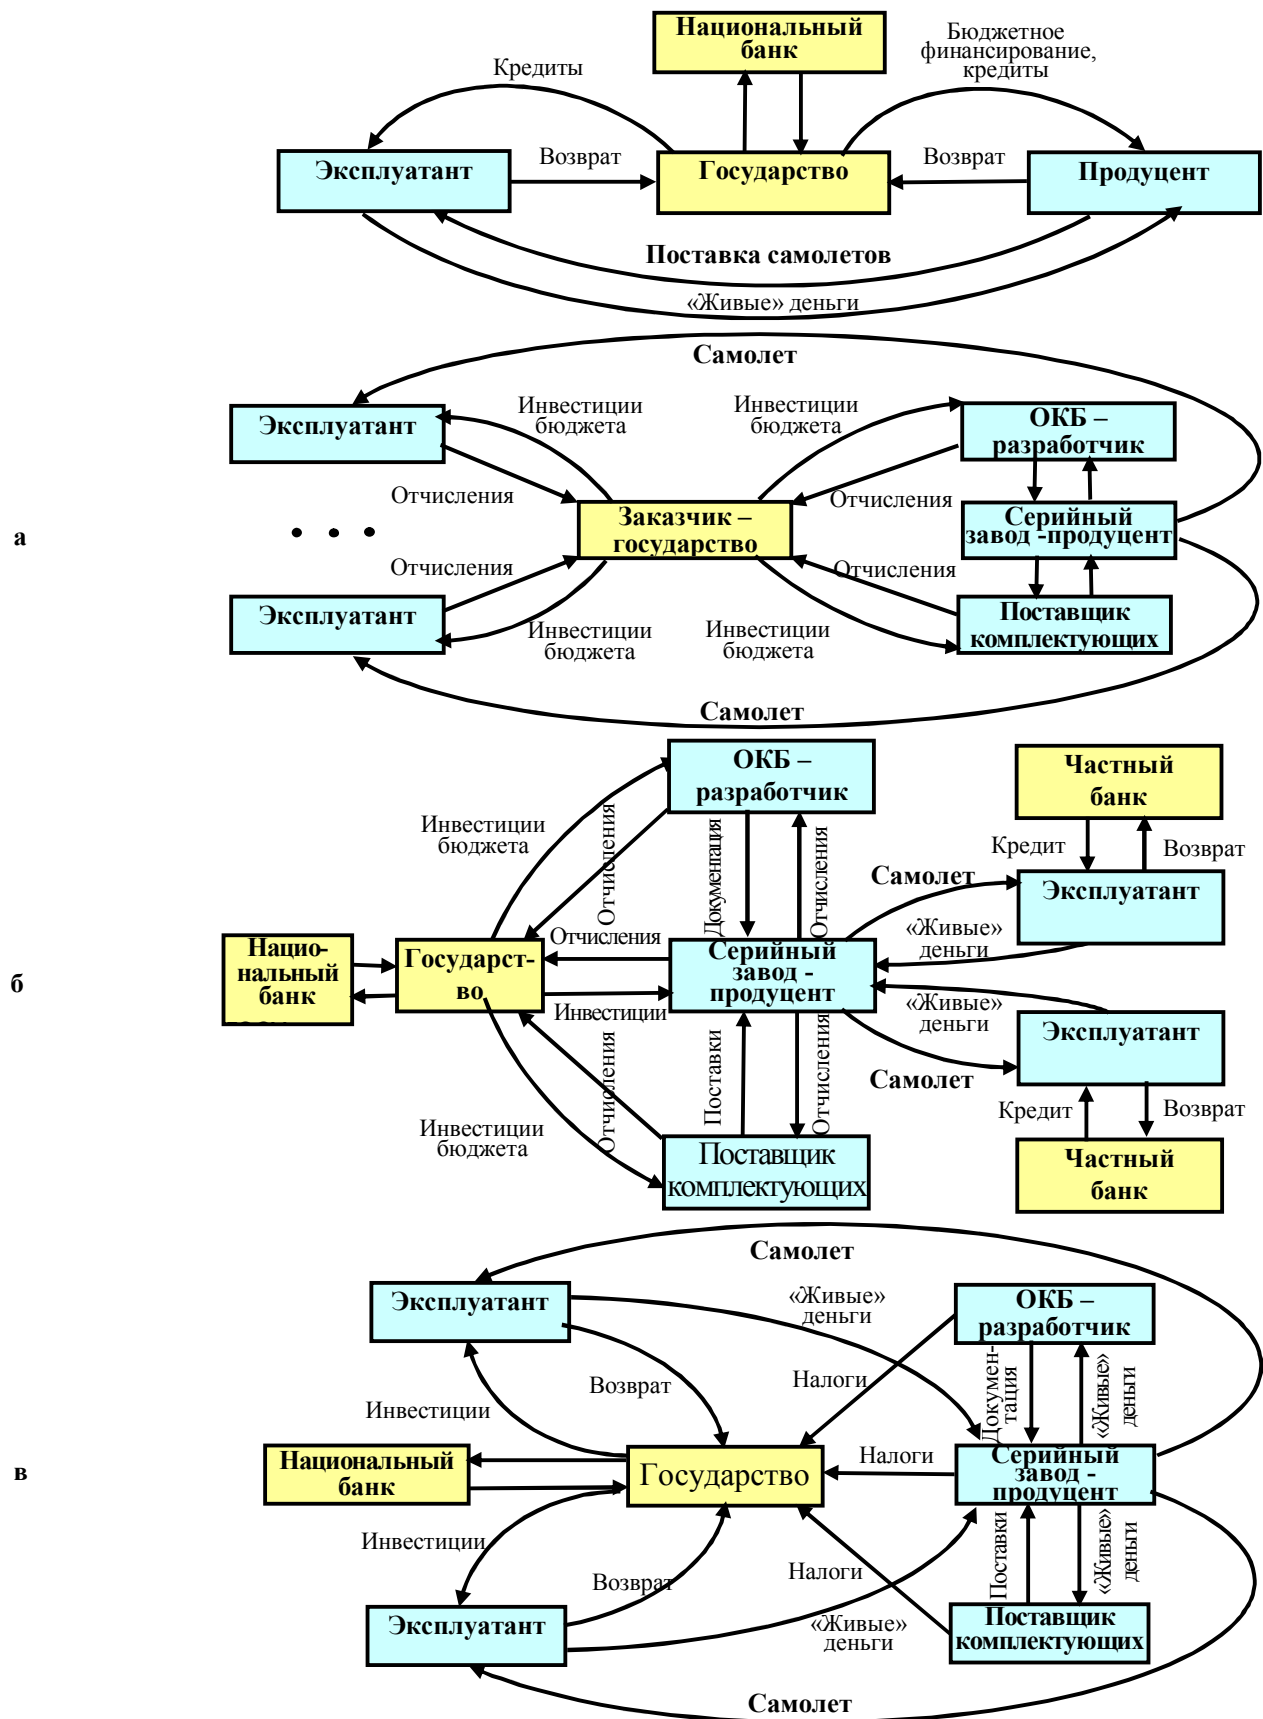 Национальный
банк
Бюджетное
финансирование,
кредиты
Кредиты
Эксплуатант
Возврат
Государство
Возврат
Продуцент
Поставка самолетов
«Живые» деньги
Самолет
Эксплуатант
Инвестиции
бюджета
Инвестиции
бюджета
ОКБ –
разработчик
Отчисления
Отчисления
а
Заказчик –
государство
Серийный
завод -продуцент
Отчисления
Отчисления
Эксплуатант
Инвестиции
бюджета
Инвестиции
бюджета
Поставщик
комплектующих
Самолет
ОКБ –
разработчик
Частный
банк
Инвестиции
бюджета
Отчисления
Документация
Отчисления
Кредит
Возврат
Самолет
Эксплуатант
«Живые»
деньги
б
Нацио-
нальный
банк
Государст-
во
Отчисления
Инвестиции
Серийный
завод -
продуцент
«Живые»
деньги
Эксплуатант
Самолет
Отчисления
Поставки
Отчисления
Инвестиции
бюджета
Кредит
Возврат
Поставщик
комплектующих
Частный
банк
Самолет
Эксплуатант
«Живые»
деньги
ОКБ –
разработчик
Возврат
Налоги
Докумен-
тация
«Живые»
деньги
Инвестиции
в
Национальный
банк
Государство
Налоги
Серийный
завод -
продуцент
Инвестиции
Возврат
Налоги
Поставки
«Живые»
деньги
Эксплуатант
«Живые»
деньги
Поставщик
комплектующих
Самолет